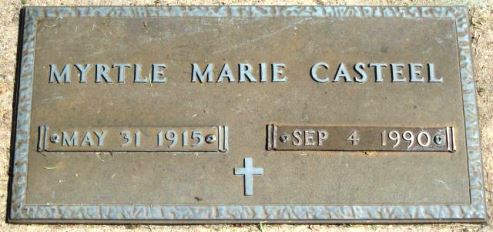 MYRTLE MARIE CASTEEL
MAY 31 1915 SEP 4 1990